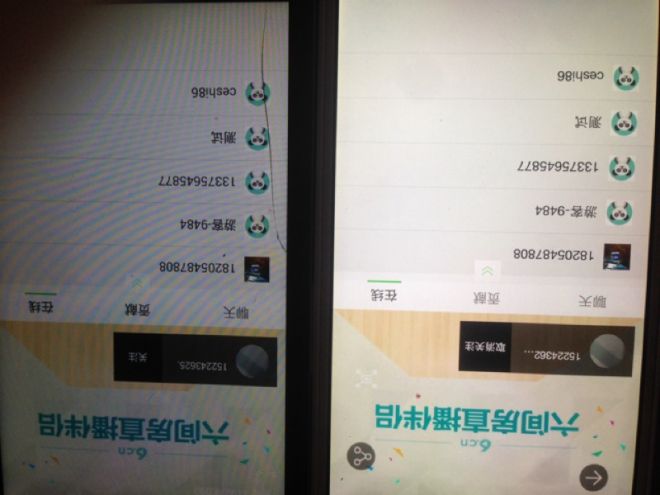 6.cn
六间房直播伴侣
15224362...
取消关注
聊天 贡献 在线
18205487808
游客-9484
13375645877
测试
ceshi86
6.cn
六间房直播伴侣
152243625.
关注
聊天 贡献 在线
18205487808
游客-9484
13375645877
测试
ceshi86